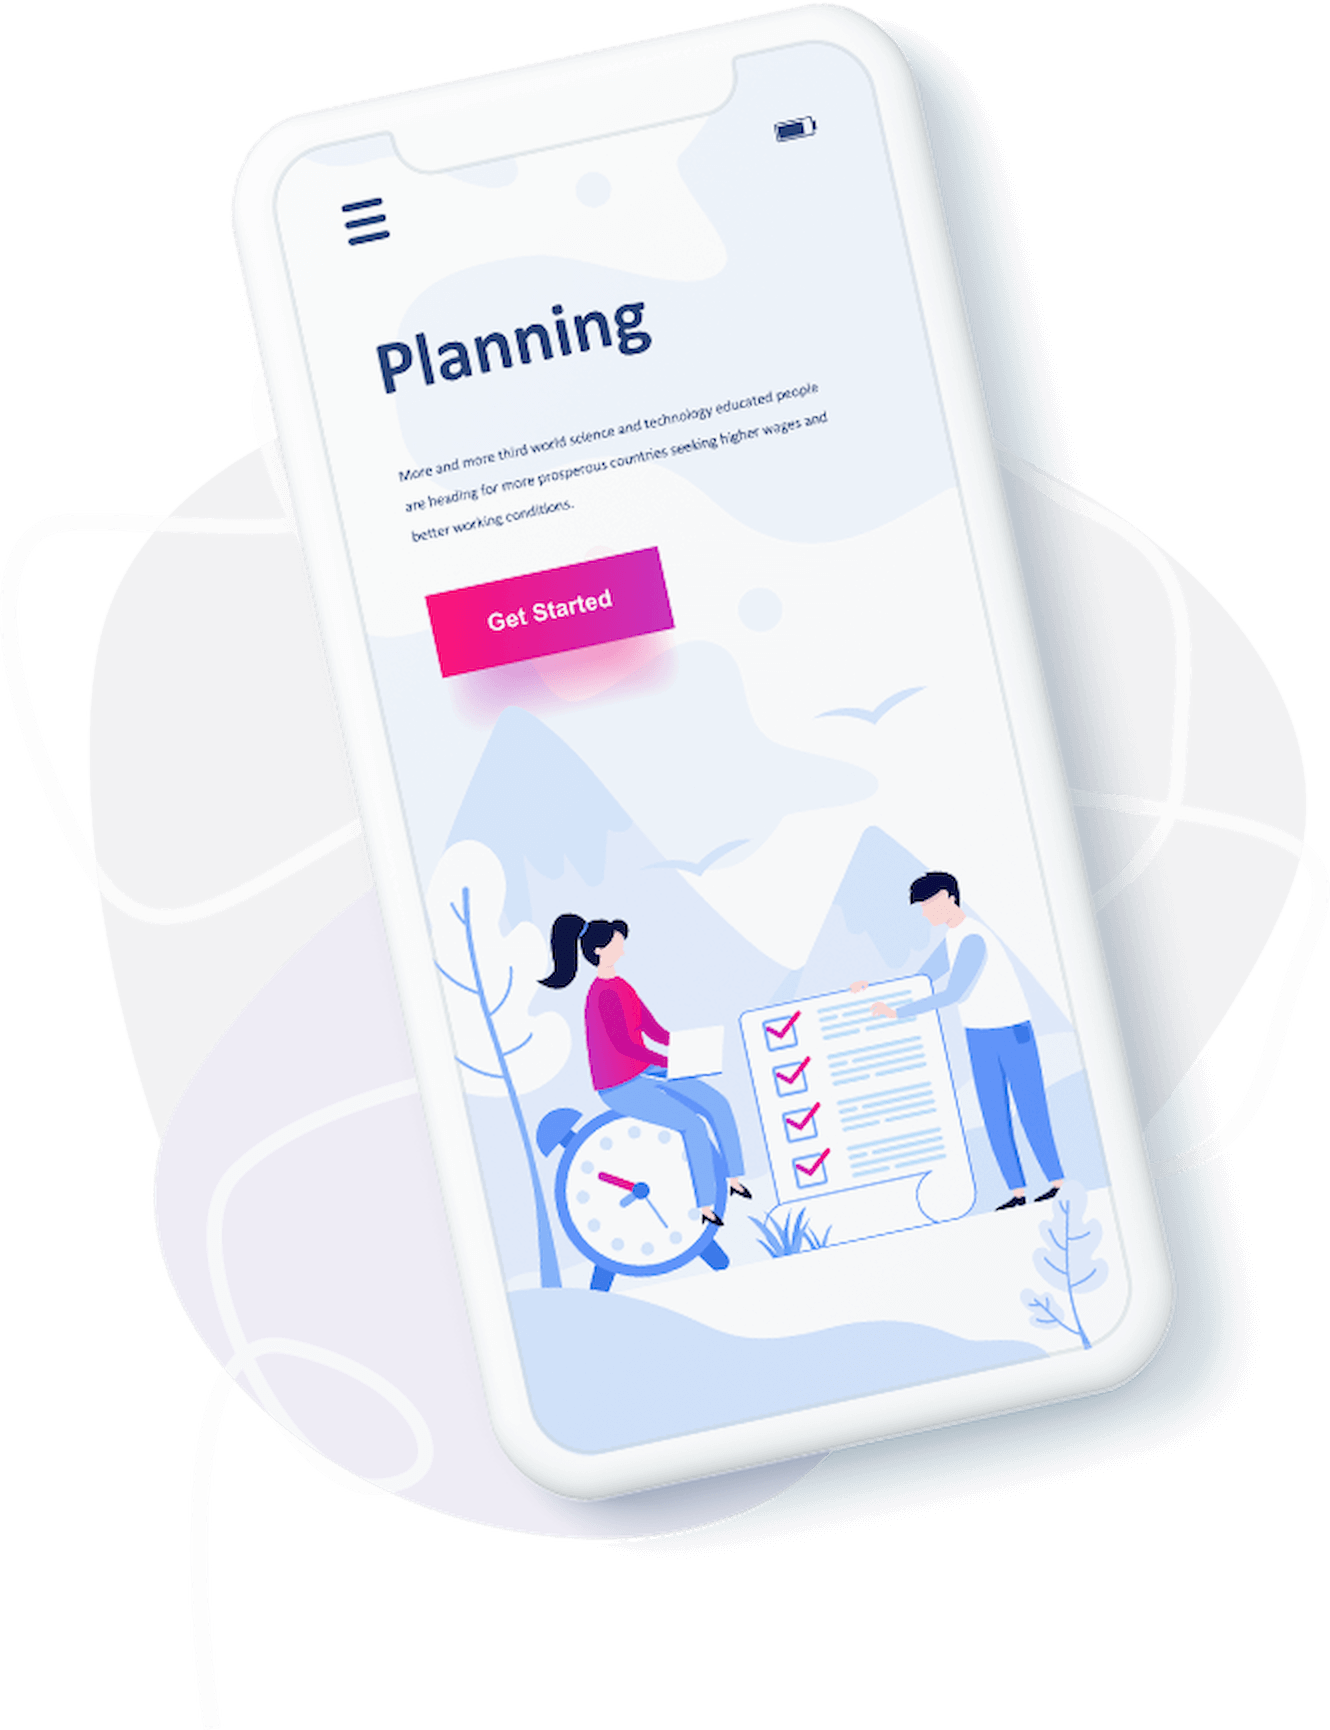 Planning
More and more third world science and technology educated people
are heading for more prosperous countries seeking higher wages and
better working conditions.
Get Started